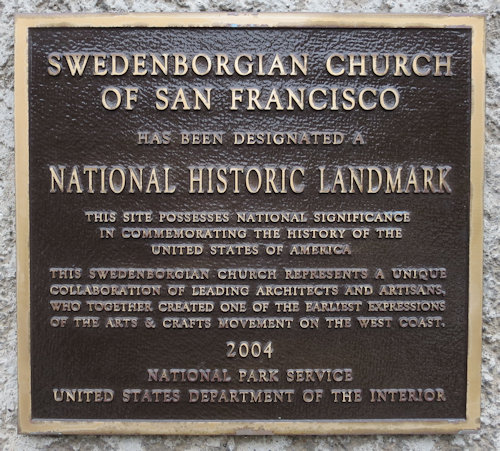 SWEDENBORGIAN CHURCH
OF SAN FRANCISCO
HAS BEEN DESIGNATED A
NATIONAL HISTORIC LANDMARK
THIS SITE POSSESSES NATIONAL SIGNIFICANCE
IN COMMEMORATING THE HISTORY OF THE
UNITED STATES OF AMERICA
THIS SWEDENBORGIAN CHURCH REPRESENTS A UNIQUE
COLLABORATION OF LEADING ARCHITECTS AND ARTISANS,
WHO TOGETHER CREATED ONE OF THE EARLIEST EXPRESSIONS
OF THE ARTS & CRAFTS MOVEMENT ON THE WEST COAST.
2004
NATIONAL PARK SERVICE
UNITED STATES DEPARTMENT OF THE INTERIOR